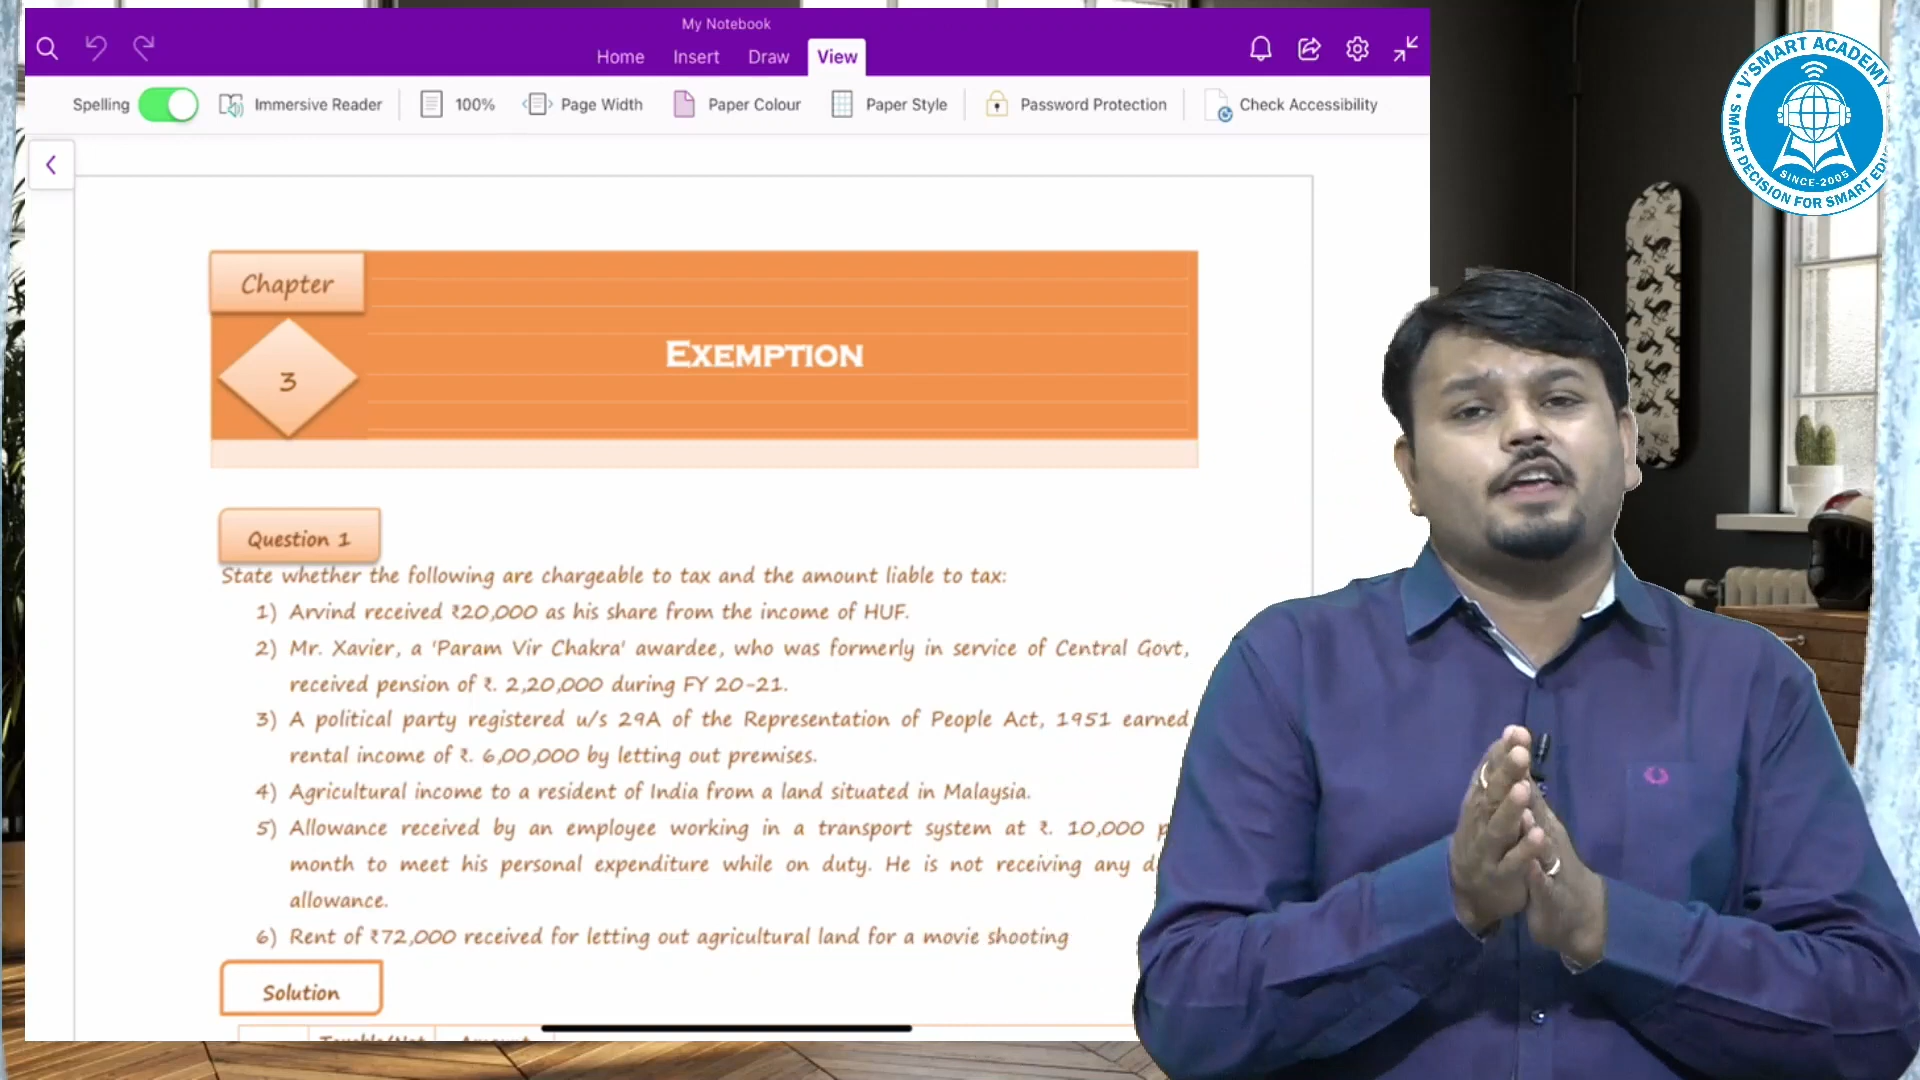 My Notebook
Home Insert Draw View
Spelling Immersive Reader 100% Page Width Paper Colour Paper Style Password Protection Check Accessibility
V'SMART ACADEMY
SMART DECISION FOR SMART
SINCE-2005
Chapter
3
EXEMPTION
Question 1
State whether the following are chargeable to tax and the amount liable to tax:
1) Arvind received ₹20,000 as his share from the income of HUF.
2) Mr. Xavier, a 'Param Vir Chakra' awardee, who was formerly in service of Central Govt,
received pension of ₹. 2,20,000 during FY 20-21.
3) A political party registered u/s 29A of the Representation of People Act, 1951 earned
rental income of ₹. 6,00,000 by letting out premises.
4) Agricultural income to a resident of India from a land situated in Malaysia.
5) Allowance received by an employee working in a transport system at ₹. 10,000
month to meet his personal expenditure while on duty. He is not receiving any
allowance.
6) Rent of ₹72,000 received for letting out agricultural land for a movie shooting
Solution